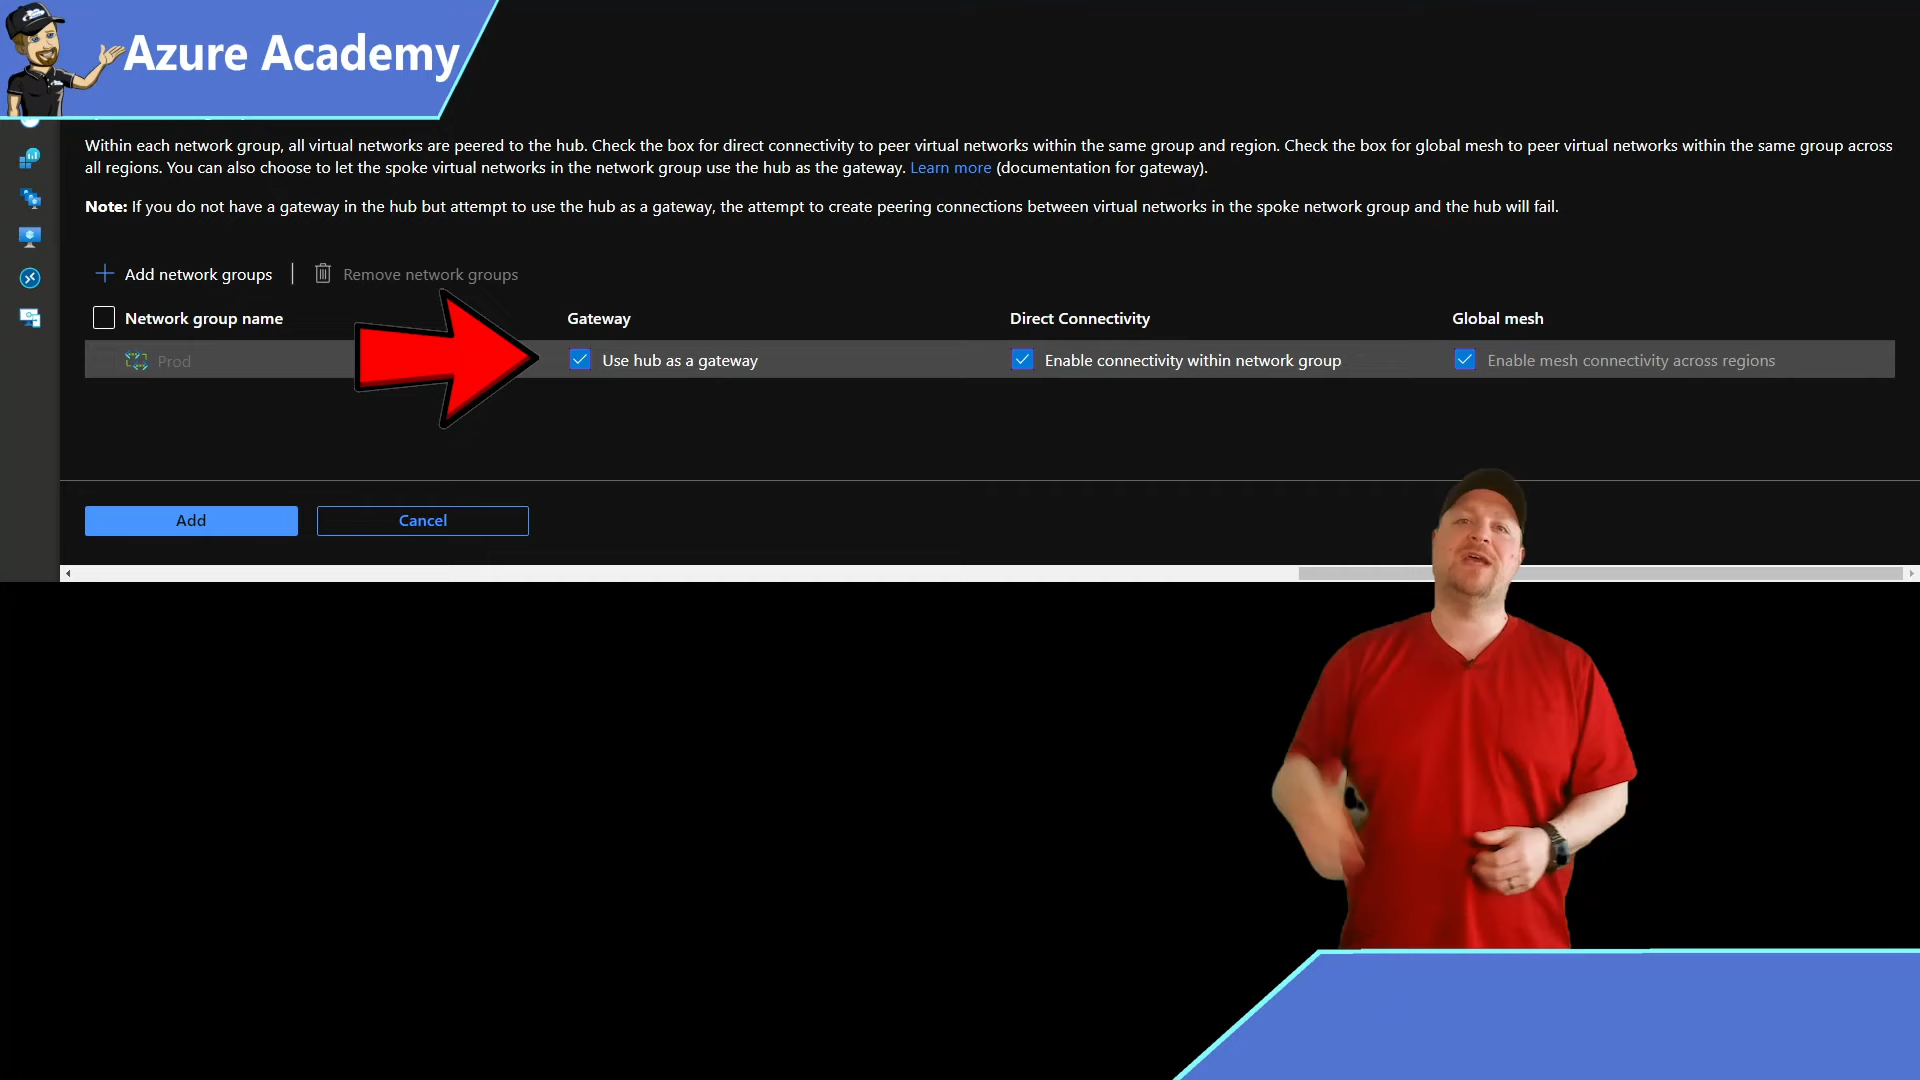 Azure Academy
Within each network group, all virtual networks are peered to the hub. Check the box for direct connectivity to peer virtual networks within the same group and region. Check the box for global mesh to peer virtual networks within the same group across
all regions. You can also choose to let the spoke virtual networks in the network group use the hub as the gateway. Learn more (documentation for gateway).
Note: If you do not have a gateway in the hub but attempt to use the hub as a gateway, the attempt to create peering connections between virtual networks in the spoke network group and the hub will fail.
Add network groups | Remove network groups
Network group name Gateway Direct Connectivity Global mesh
Prod Use hub as a gateway Enable connectivity within network group Enable mesh connectivity across regions
Add Cancel